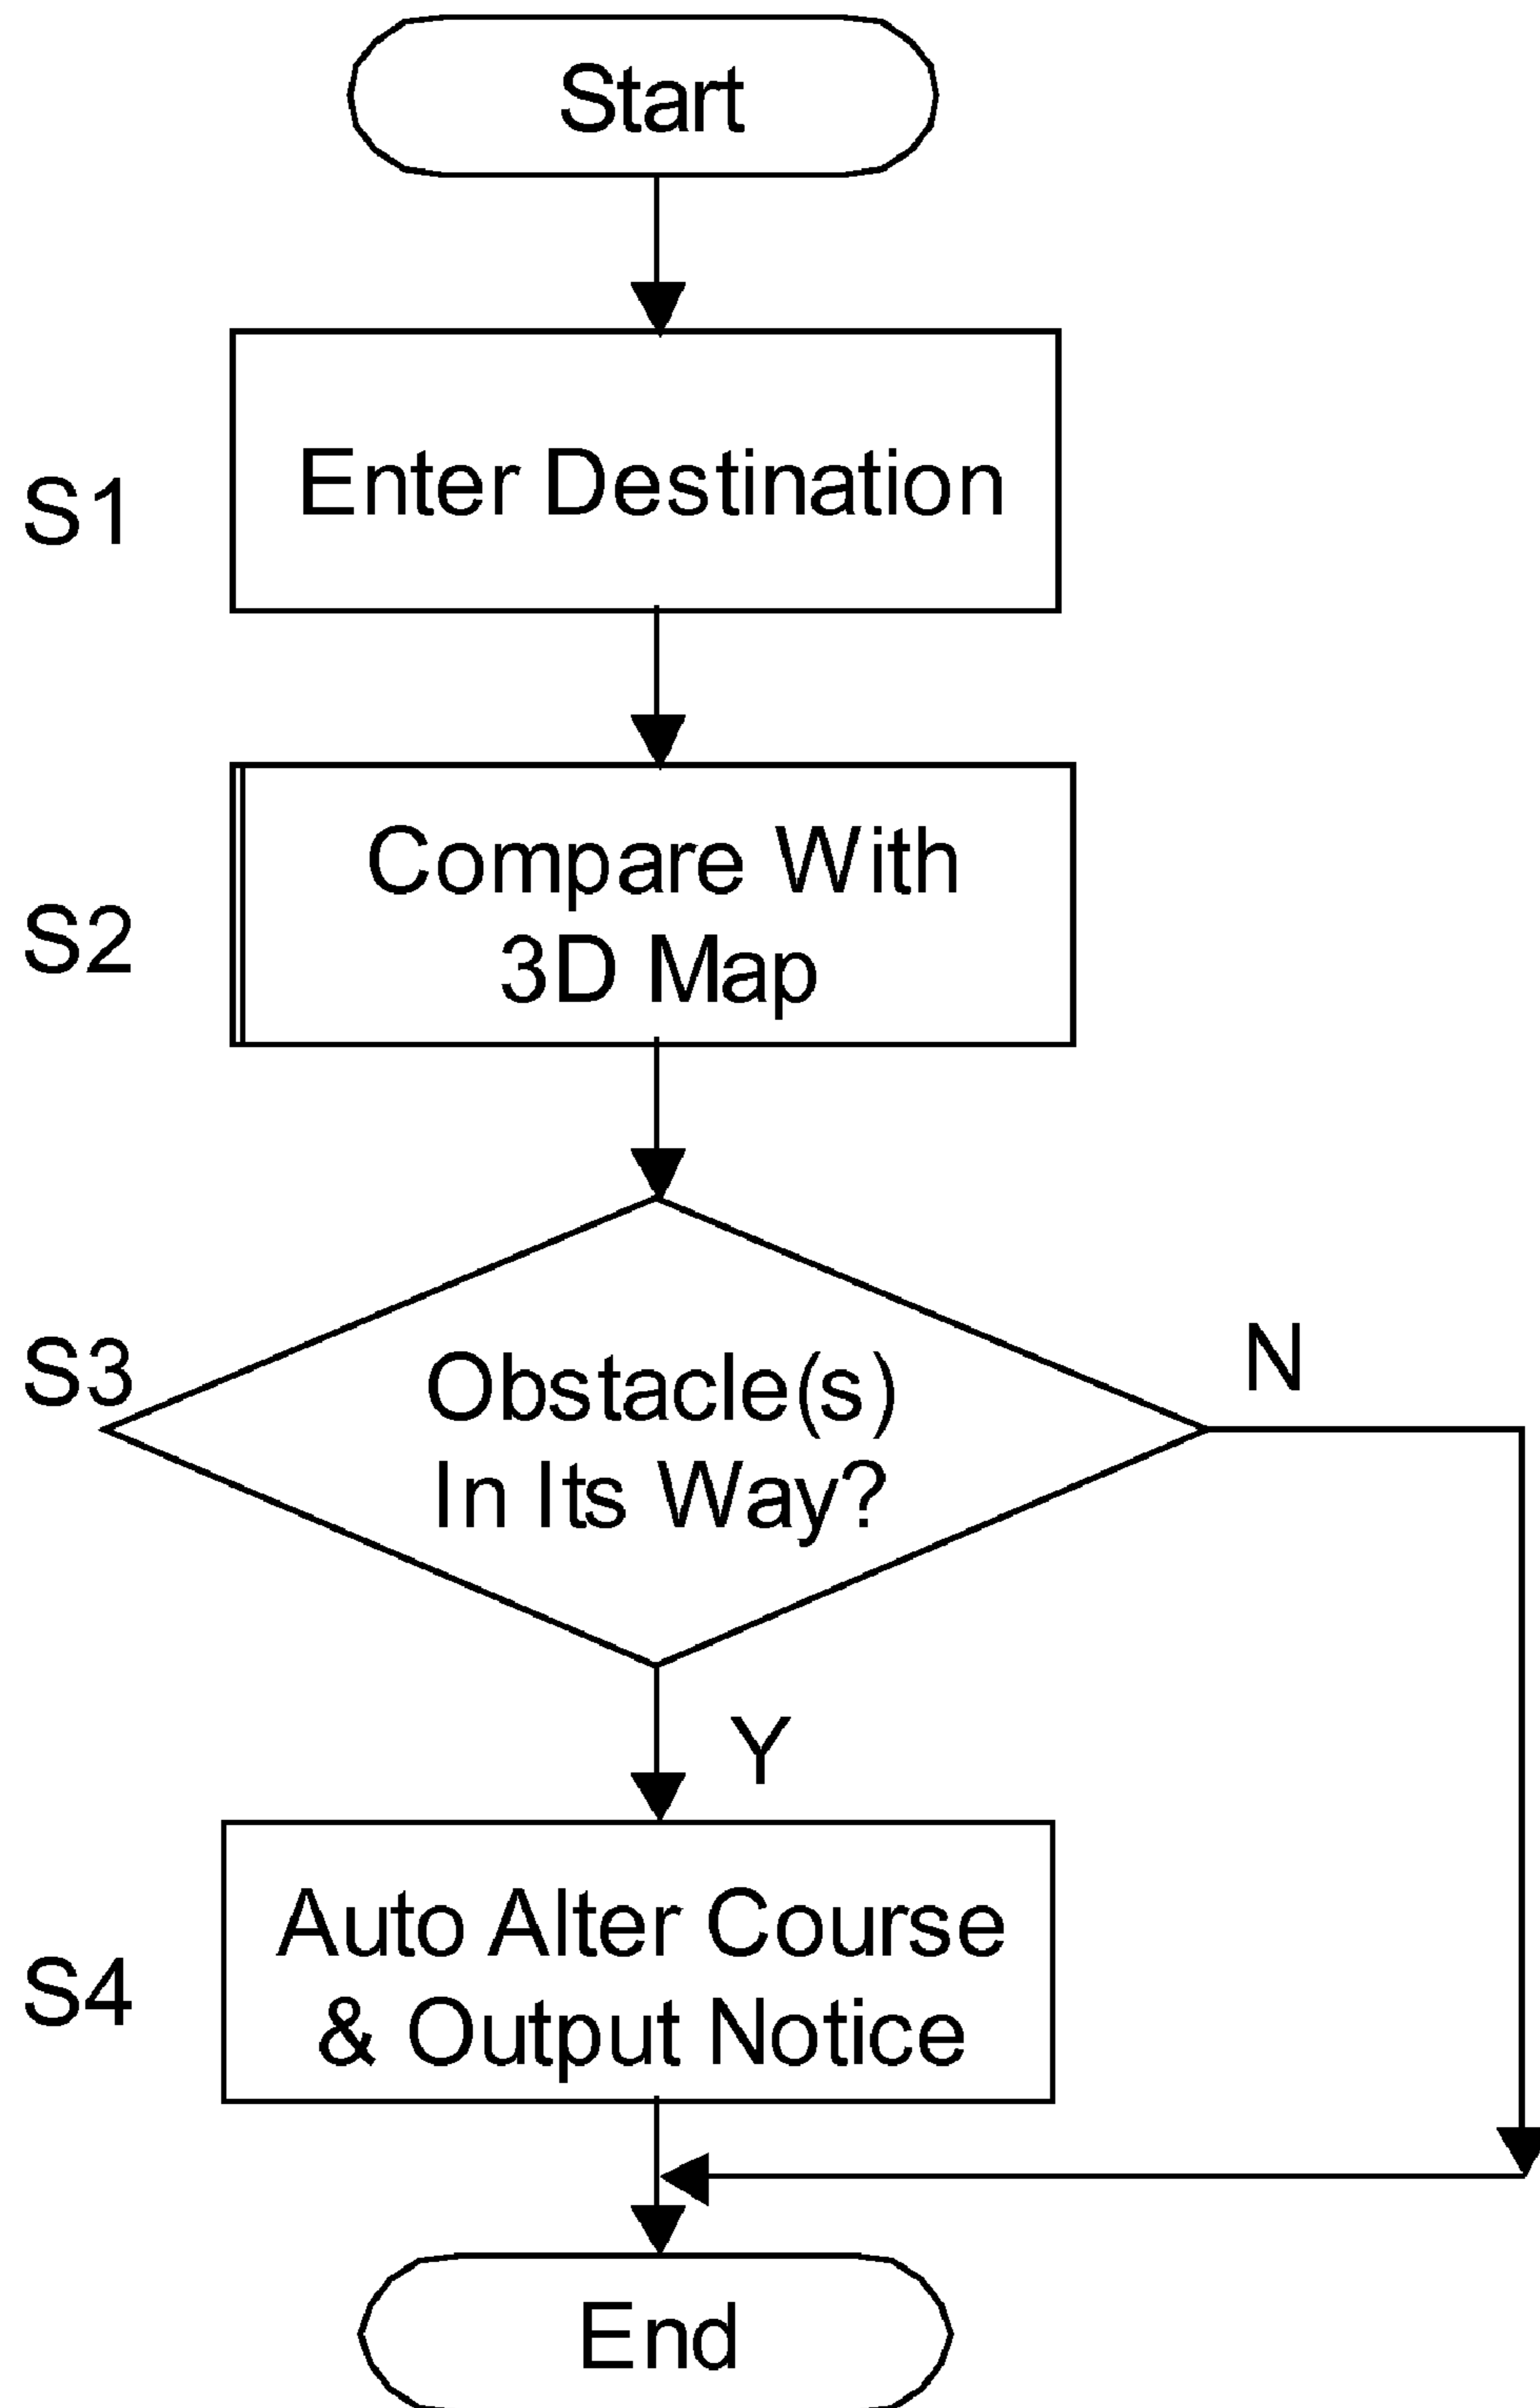 Start
S1
Enter Destination
S2
Compare With
3D Map
S3
Obstacle(s)
In Its Way?
N
Y
S4
Auto Alter Course
& Output Notice
End